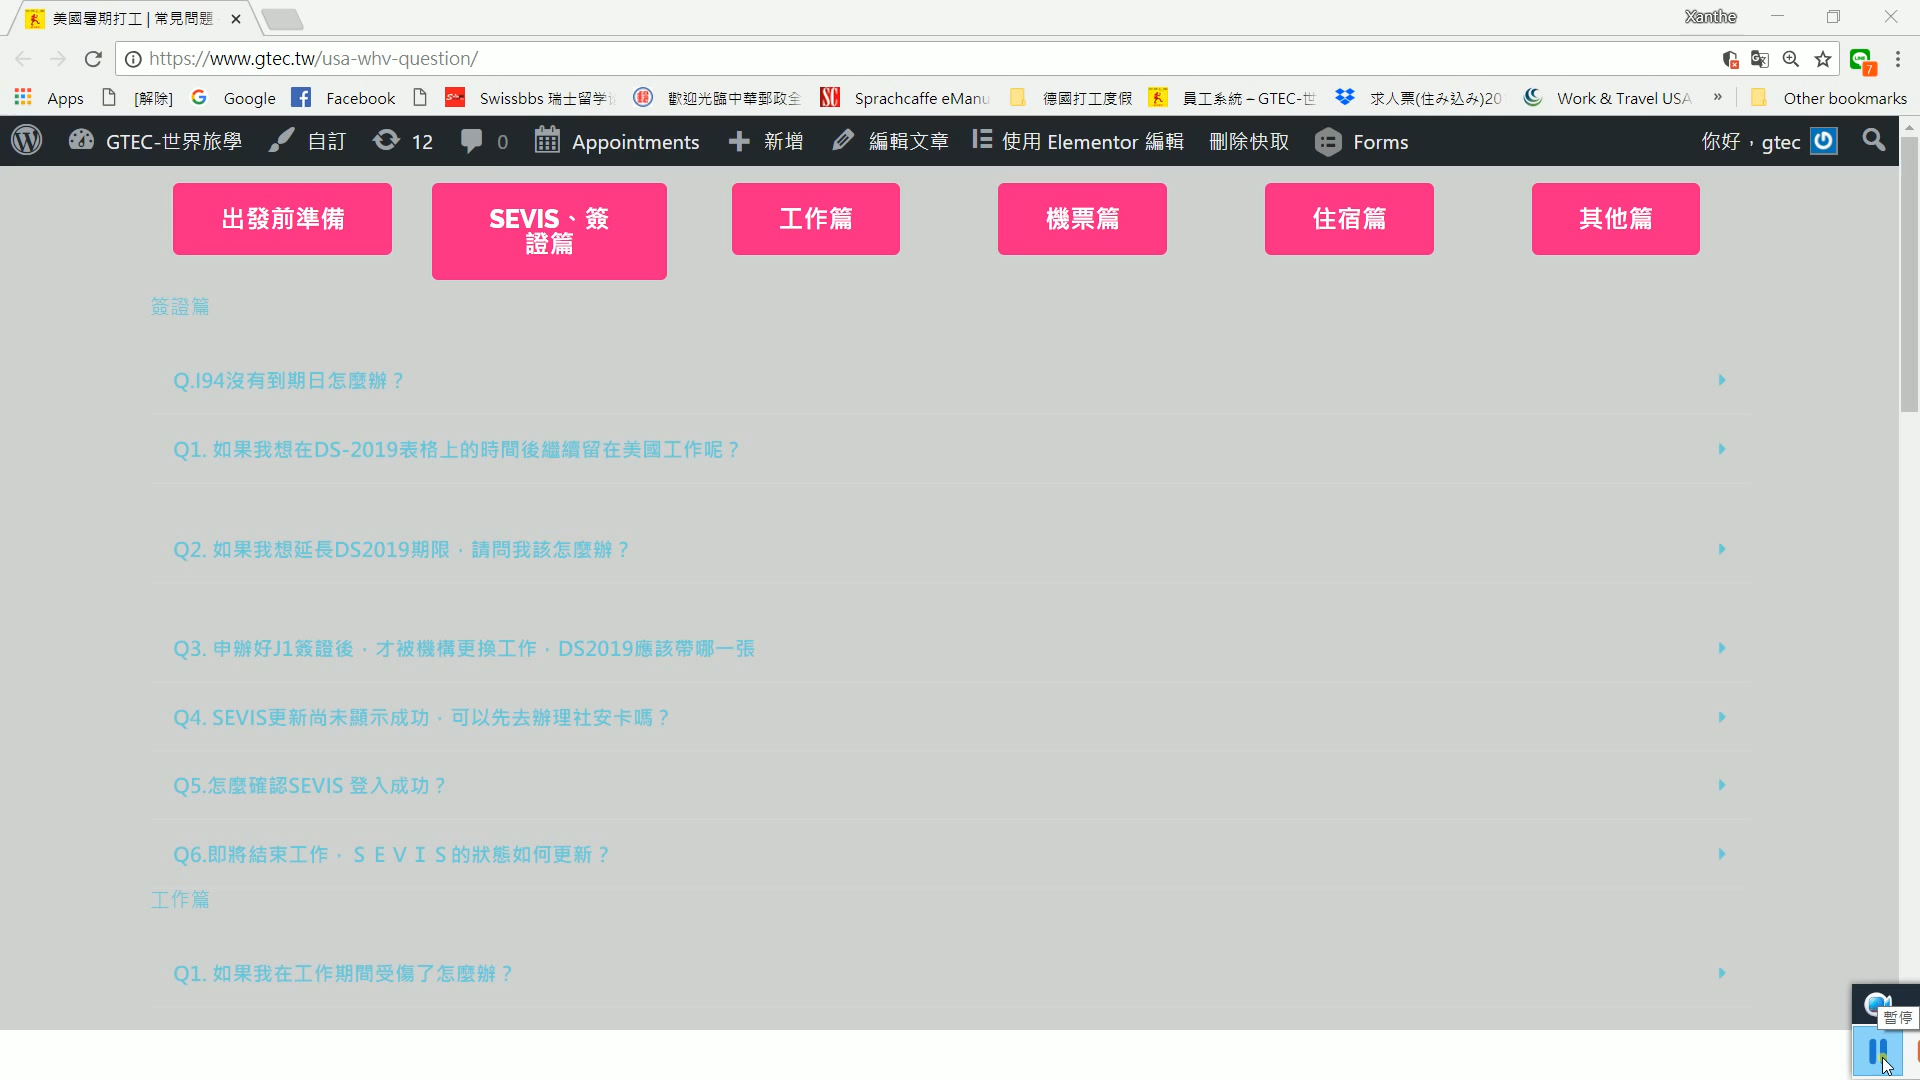 美國暑期打工 | 常見問題
Xanthe
https://www.gtec.tw/usa-whv-question/
7
Apps [解除] Google Facebook Swissbbs 瑞士留学 歡迎光臨中華郵政全 Sprachcaffe eManu 德國打工度假 員工系統 – GTEC-世 求人票(住み込み)20 Work & Travel USA » Other bookmarks
GTEC-世界旅學 自訂 12 0 Appointments 新增 編輯文章 使用 Elementor 編輯 刪除快取 Forms 你好，gtec
出發前準備
SEVIS、簽
證篇
工作篇
機票篇
住宿篇
其他篇
簽證篇
Q.I94沒有到期日怎麼辦？
Q1. 如果我想在DS-2019表格上的時間後繼續留在美國工作呢？
Q2. 如果我想延長DS2019期限，請問我該怎麼辦？
Q3. 申辦好J1簽證後，才被機構更換工作，DS2019應該帶哪一張
Q4. SEVIS更新尚未顯示成功，可以先去辦理社安卡嗎？
Q5.怎麼確認SEVIS 登入成功？
Q6.即將結束工作，ＳＥＶＩＳ的狀態如何更新？
工作篇
Q1. 如果我在工作期間受傷了怎麼辦？
暫停